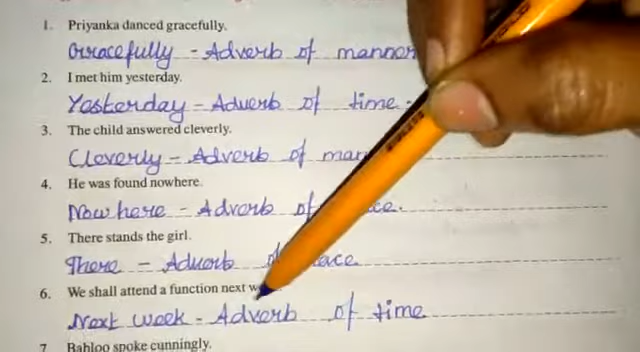 1. Priyanka danced gracefully.
Gracefully - Adverb of manner
2. I met him yesterday.
Yesterday - Adverb of time.
3. The child answered cleverly.
Cleverly - Adverb of
4. He was found nowhere.
Now here - Adverb of
5. There stands the girl.
There - Adverb
6. We shall attend a function next
Next week - Adverb of time
7. Babloo spoke cunningly.